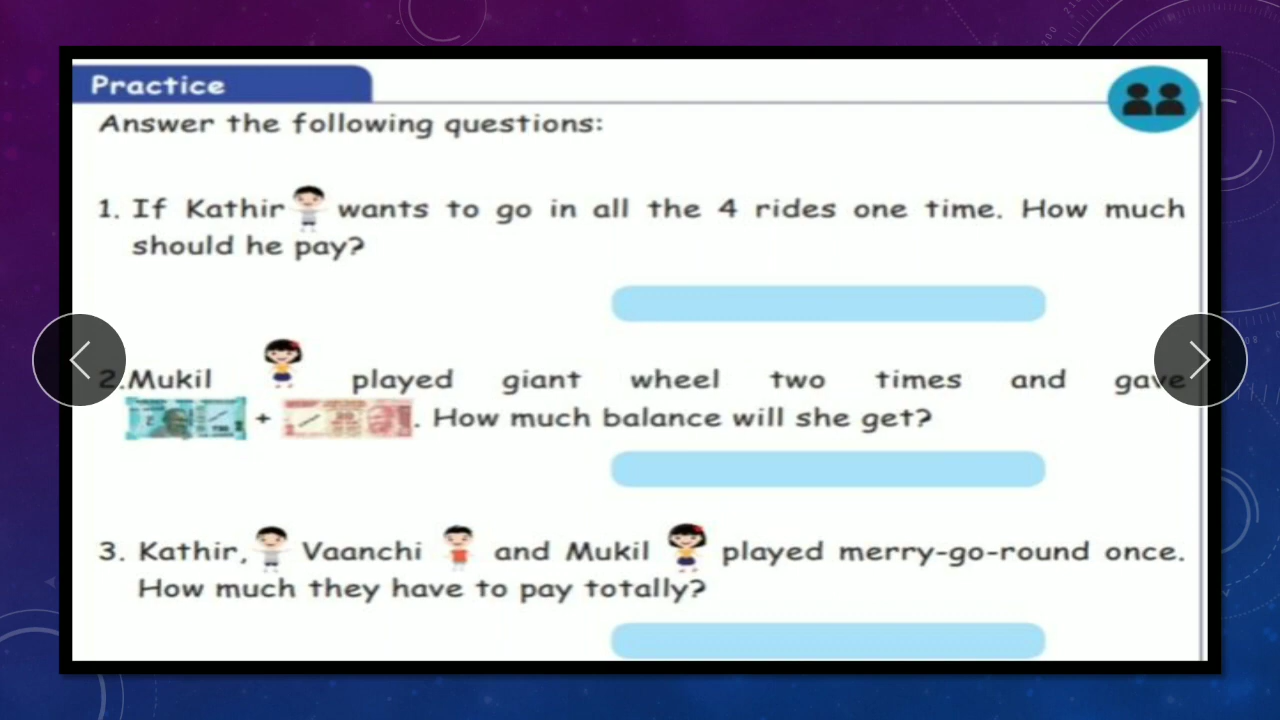 Practice
Answer the following questions:
1. If Kathir wants to go in all the 4 rides one time. How much
should he pay?
2.Mukil played giant wheel two times and gave
+ . How much balance will she get?
3. Kathir, Vaanchi and Mukil played merry-go-round once.
How much they have to pay totally?